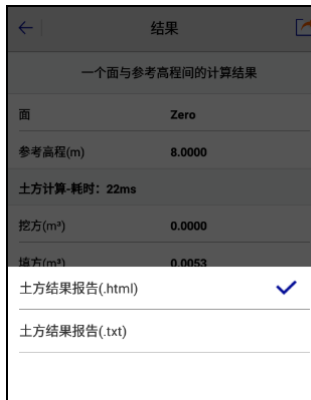 结果
一个面与参考高程间的计算结果
面 Zero
参考高程(m) 8.0000
土方计算-耗时：22ms
挖方(m³) 0.0000
填方(m³) 0.0053
土方结果报告(.html)
土方结果报告(.txt)